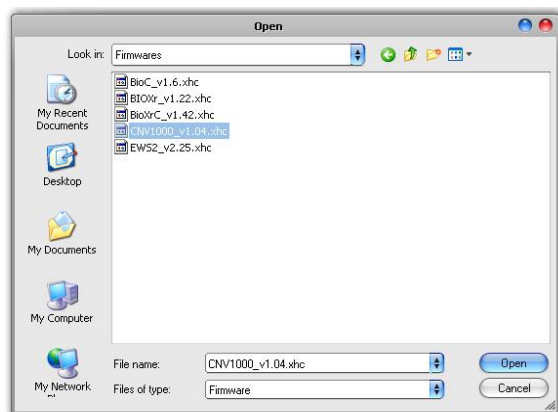 Open
Look in: Firmwares
BioC_v1.6.xhc
BIOXr_v1.22.xhc
BioXrC_v1.42.xhc
CNV1000_v1.04.xhc
EWS2_v2.25.xhc
My Recent
Documents
Desktop
My Documents
My Computer
My Network
File name: CNV1000_v1.04.xhc Open
Files of type: Firmware Cancel